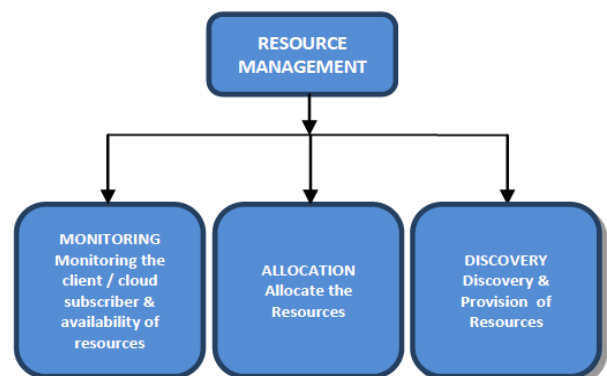 RESOURCE
MANAGEMENT
MONITORING
Monitoring the
client / cloud
subscriber &
availability of
resources
ALLOCATION
Allocate the
Resources
DISCOVERY
Discovery &
Provision of
Resources